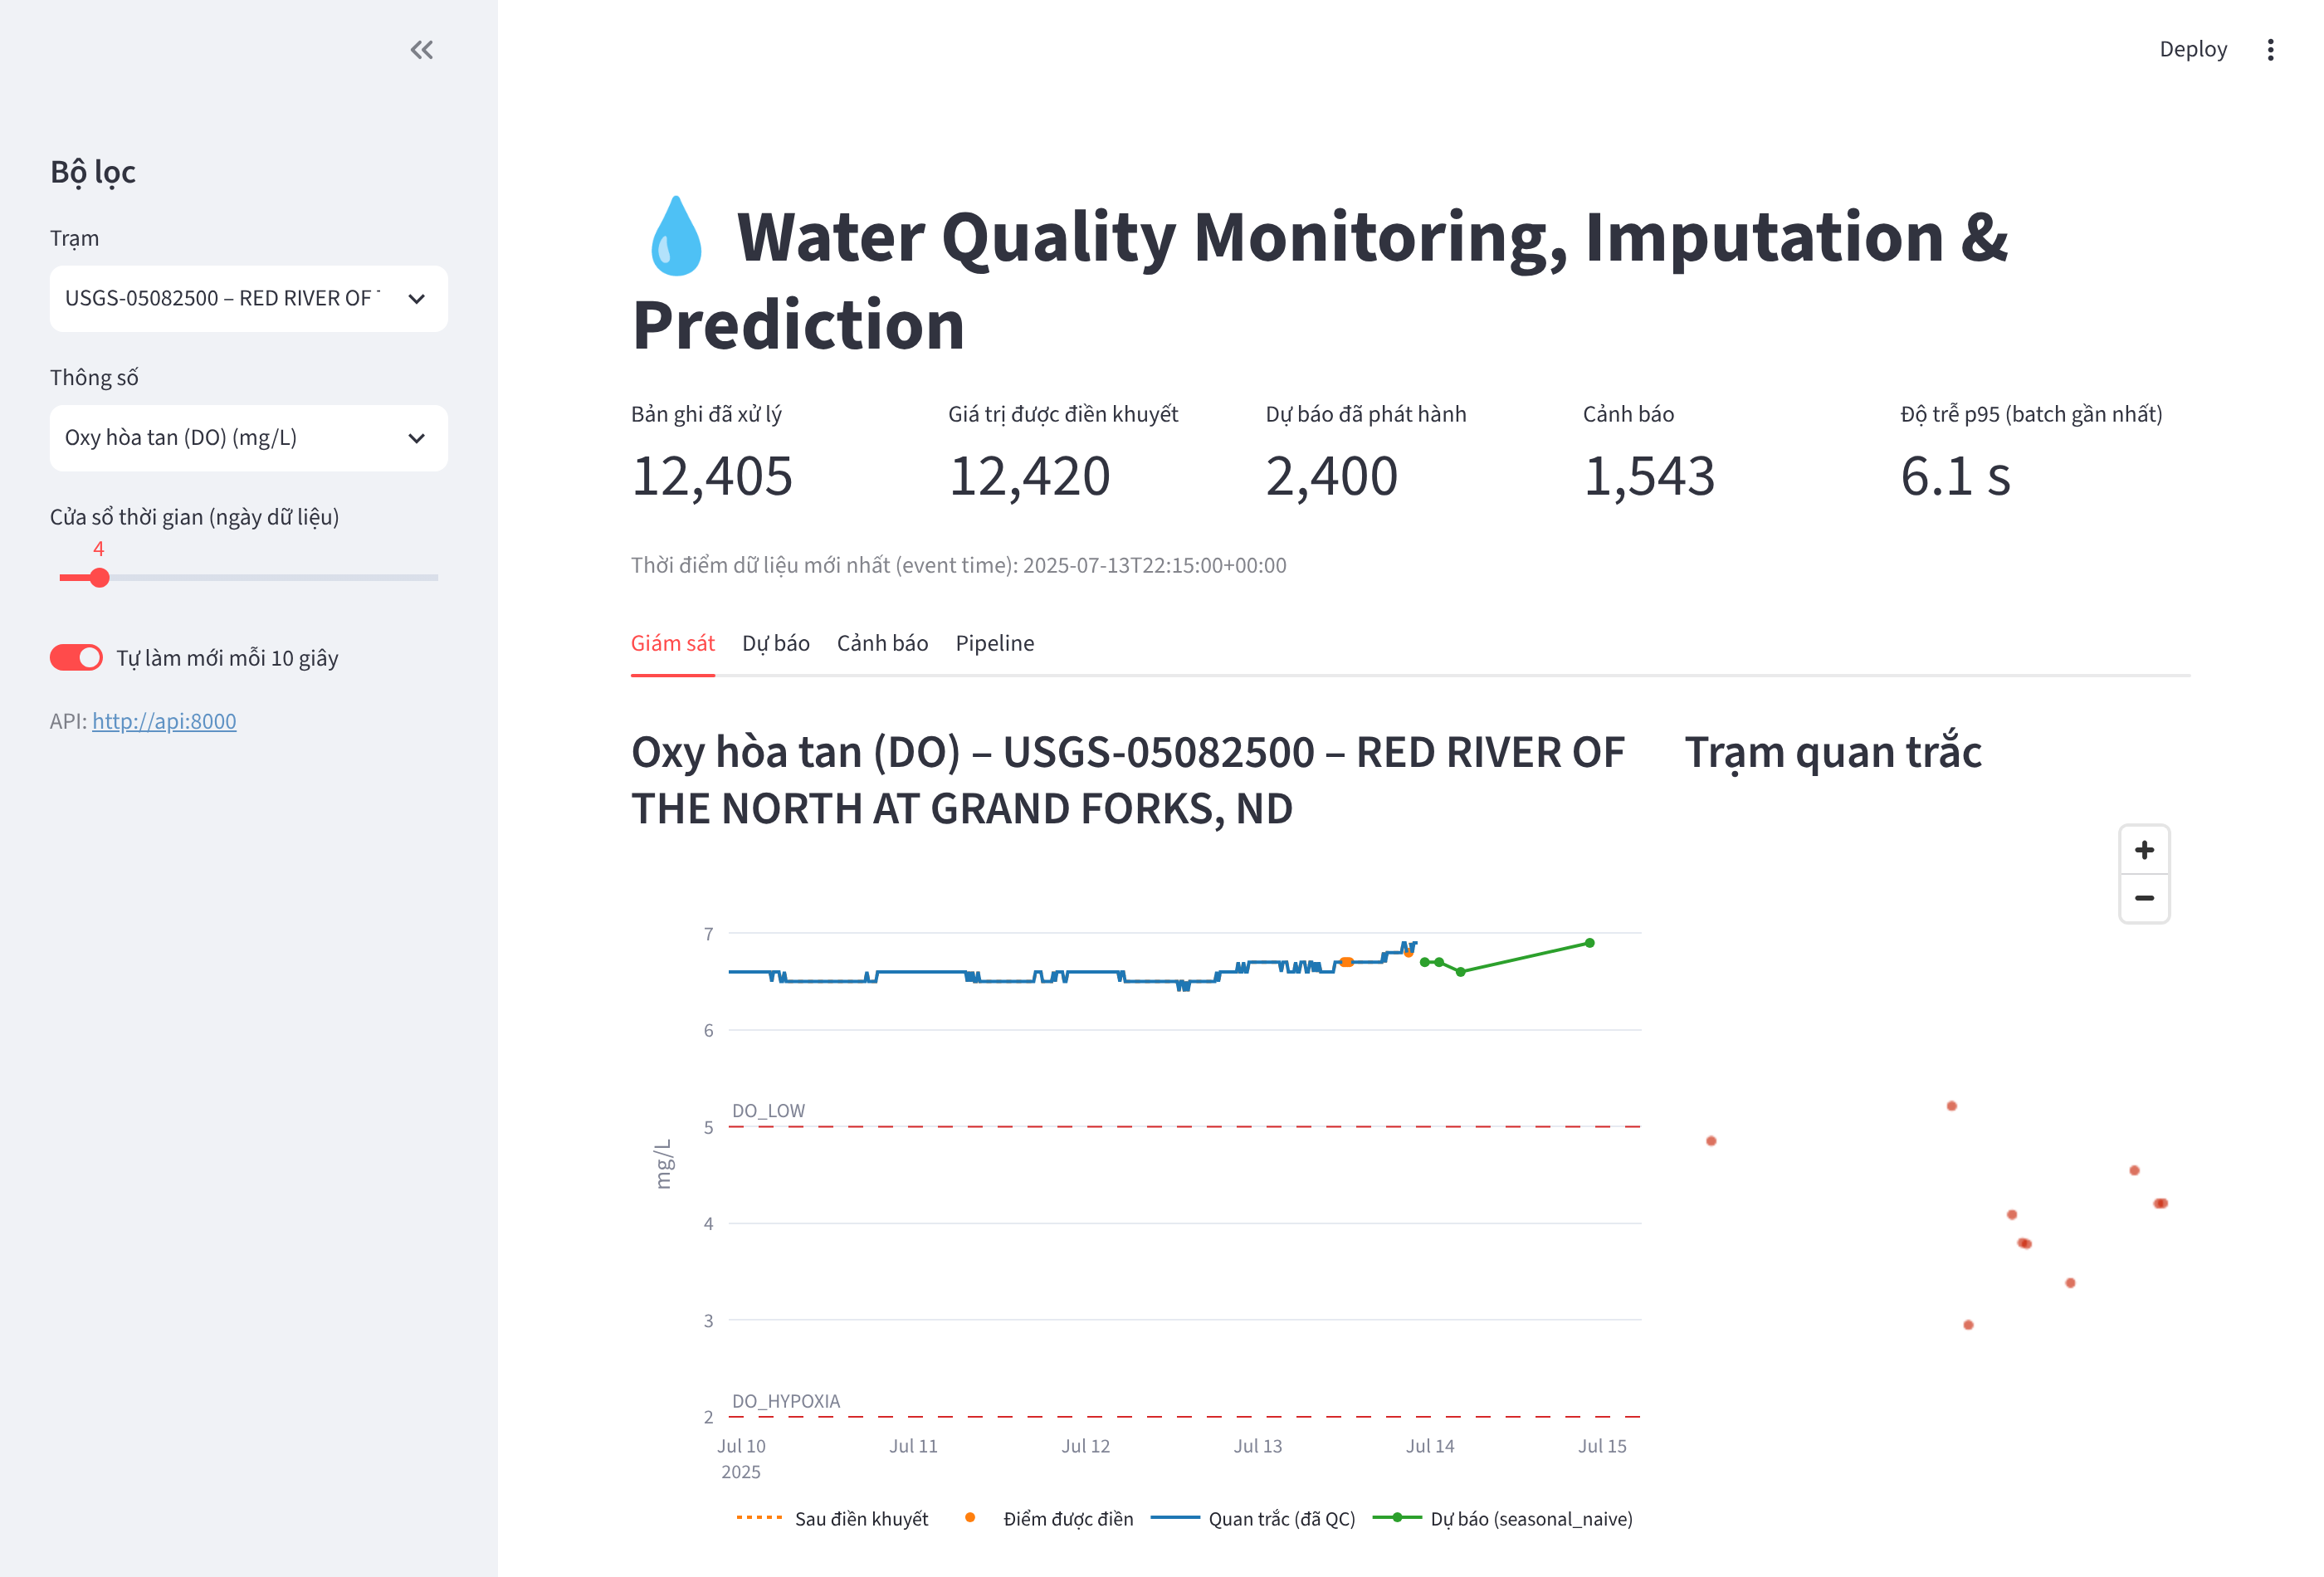 Deploy
Bộ lọc
Trạm
USGS-05082500 – RED RIVER OF
Thông số
Oxy hòa tan (DO) (mg/L)
Cửa sổ thời gian (ngày dữ liệu)
4
Tự làm mới mỗi 10 giây
API: http://api:8000
Water Quality Monitoring, Imputation &
Prediction
Bản ghi đã xử lý
12,405
Giá trị được điền khuyết
12,420
Dự báo đã phát hành
2,400
Cảnh báo
1,543
Độ trễ p95 (batch gần nhất)
6.1 s
Thời điểm dữ liệu mới nhất (event time): 2025-07-13T22:15:00+00:00
Giám sát Dự báo Cảnh báo Pipeline
Oxy hòa tan (DO) – USGS-05082500 – RED RIVER OF
THE NORTH AT GRAND FORKS, ND
Trạm quan trắc
7
6
DO_LOW
5
mg/L
4
3
DO_HYPOXIA
2
Jul 10 Jul 11 Jul 12 Jul 13 Jul 14 Jul 15
2025
Sau điền khuyết Điểm được điền Quan trắc (đã QC) Dự báo (seasonal_naive)